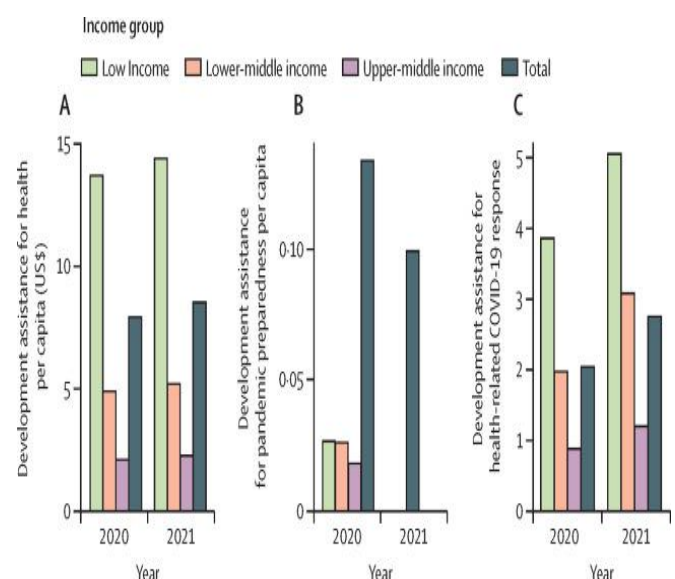 Income group
Low Income Lower-middle income Upper-middle income Total
A
Development assistance for health
per capita (US$)
15
10
5
0
2020 2021
Year
B
Development assistance
for pandemic preparedness per capita
0·10
0·05
0
2020 2021
Year
C
Development assistance for
health-related COVID-19 response
5
4
3
2
1
0
2020 2021
Year